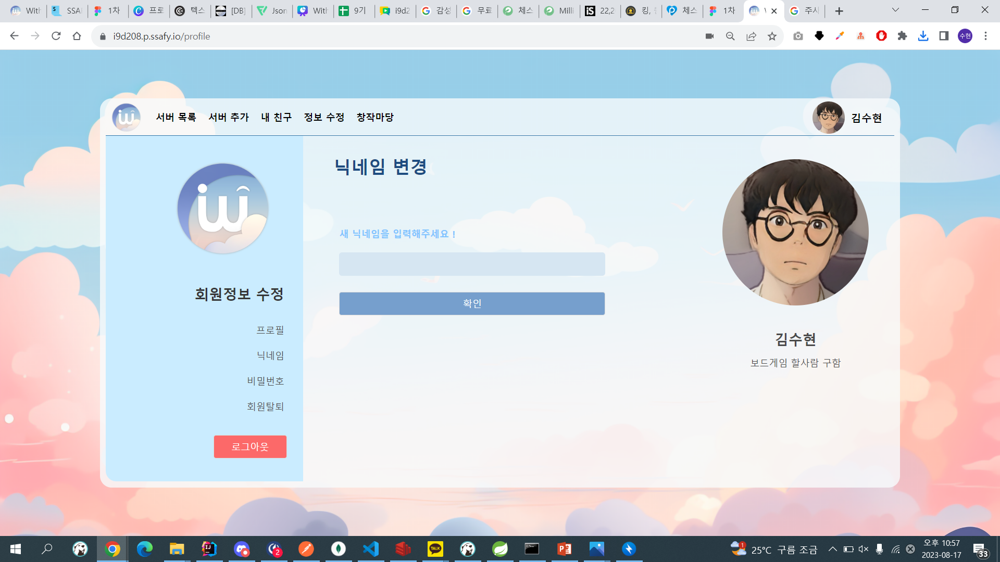 With
SSAF
1차
프로
텍스
[DB]
Json
With
9기
i9d2
감성
무료
체스
Milli
22,2
킹, 퀸
체스
1차
주사
i9d208.p.ssafy.io/profile
수현
서버 목록 서버 추가 내 친구 정보 수정 창작마당
김수현
닉네임 변경
새 닉네임을 입력해주세요 !
확인
회원정보 수정
프로필
닉네임
비밀번호
회원탈퇴
로그아웃
김수현
보드게임 할사람 구함
2
TALK
1
25°C 구름 조금
오후 10:57
2023-08-17
33